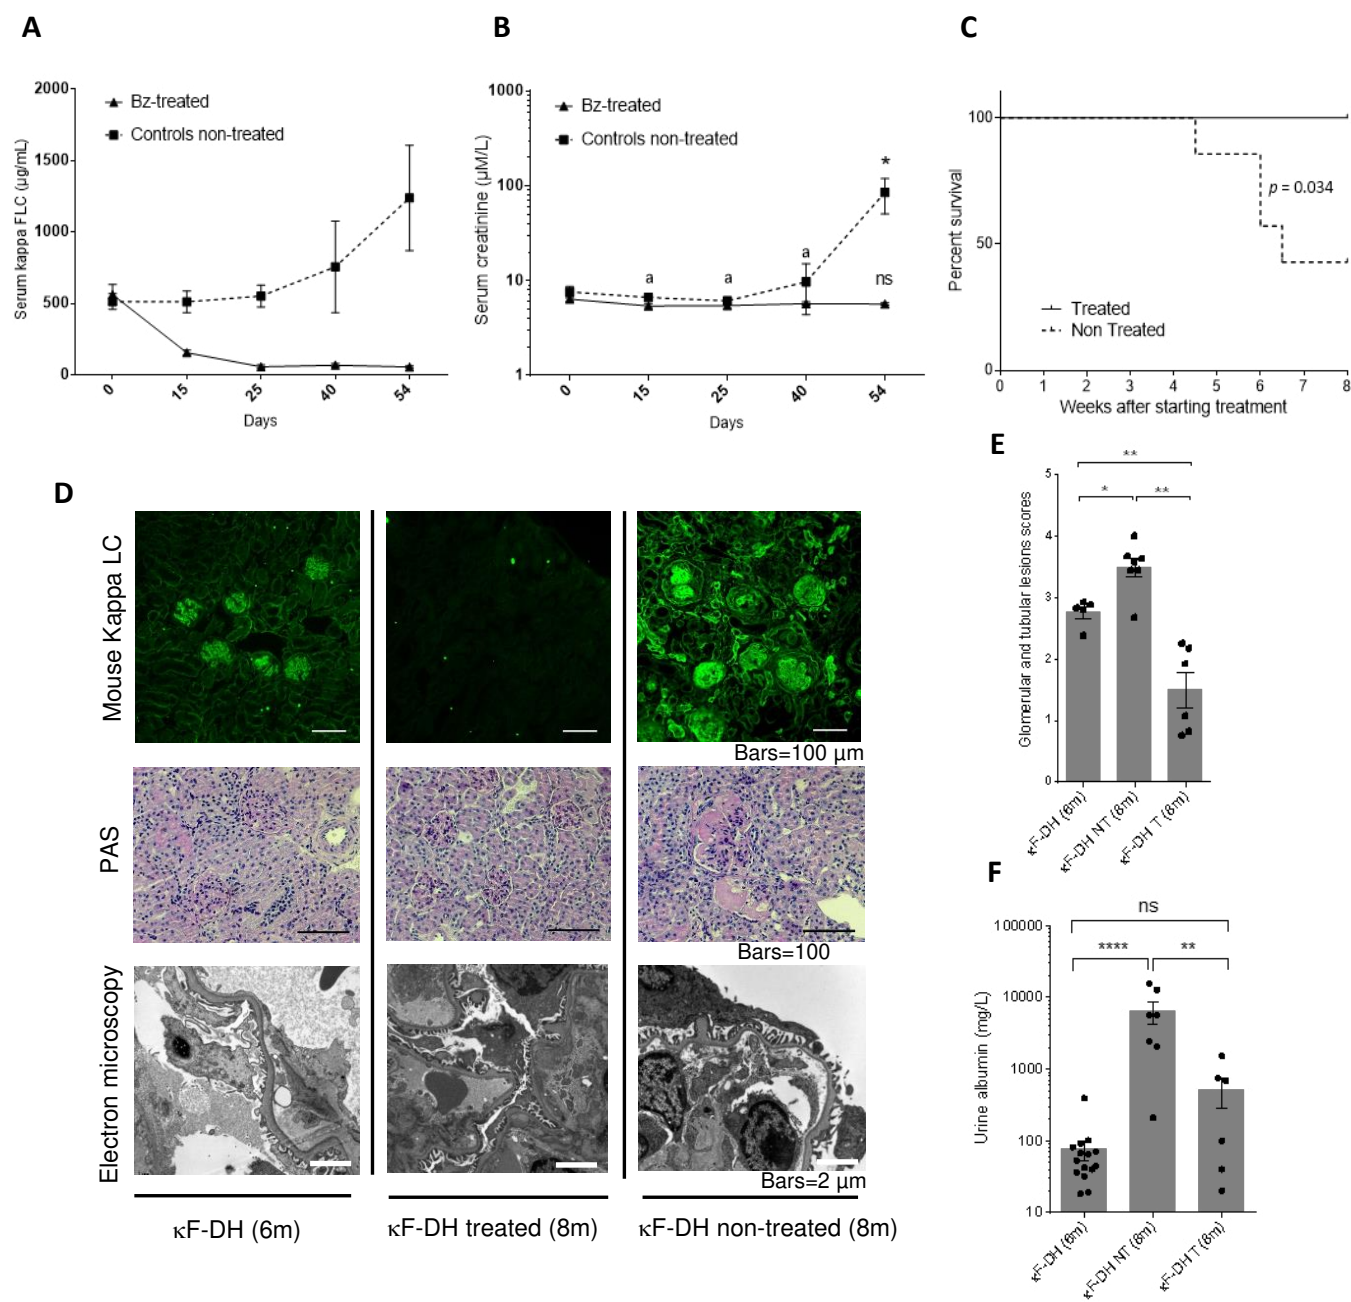 A
2000
1500
1000
500
0
Serum kappa FLC (µg/mL)
Bz-treated
Controls non-treated
0
15
25
40
54
Days
B
1000
100
10
1
Serum creatinine (µM/L)
Bz-treated
Controls non-treated
a
a
a
*
ns
0
15
25
40
54
Days
C
100
50
0
Percent survival
p = 0.034
Treated
Non Treated
0 1 2 3 4 5 6 7 8
Weeks after starting treatment
D
Mouse Kappa LC
Bars=100 µm
PAS
Bars=100
Electron microscopy
Bars=2 µm
κF-DH (6m)
κF-DH treated (8m)
κF-DH non-treated (8m)
E
5
4
3
2
1
0
Glomerular and tubular lesions scores
**
* **
κF-DH (6m)
κF-DH NT (8m)
κF-DH T (8m)
F
100000
10000
1000
100
10
Urine albumin (mg/L)
ns
**** **
κF-DH (6m)
κF-DH NT (8m)
κF-DH T (8m)